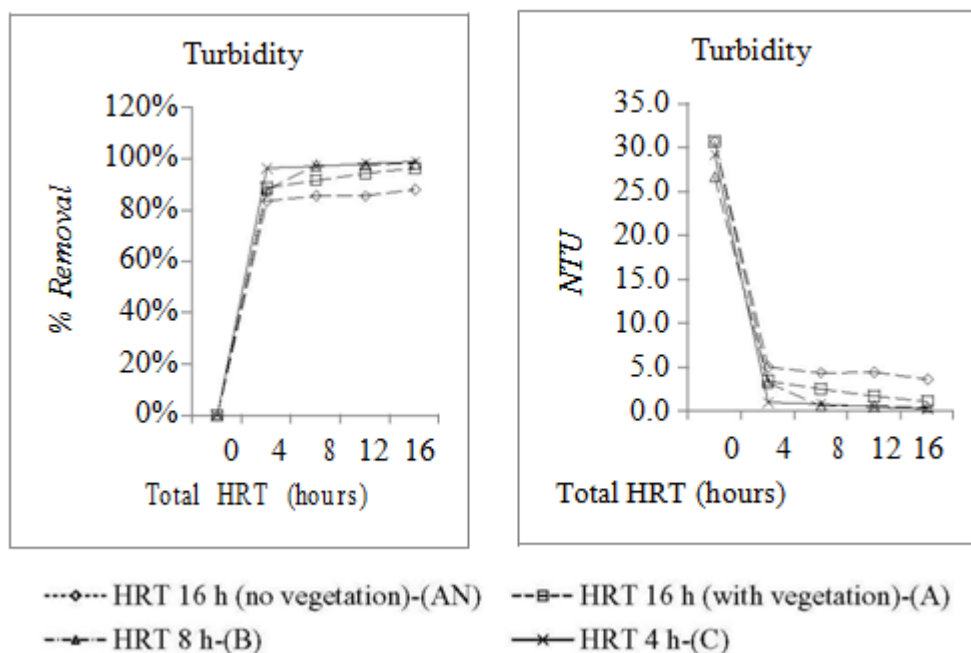 Turbidity
120%
100%
80%
60%
40%
20%
0%
% Removal
0 4 8 12 16
Total HRT (hours)
Turbidity
35.0
30.0
25.0
20.0
15.0
10.0
5.0
0.0
NTU
0 4 8 12 16
Total HRT (hours)
HRT 16 h (no vegetation)-(AN)
HRT 16 h (with vegetation)-(A)
HRT 8 h-(B)
HRT 4 h-(C)